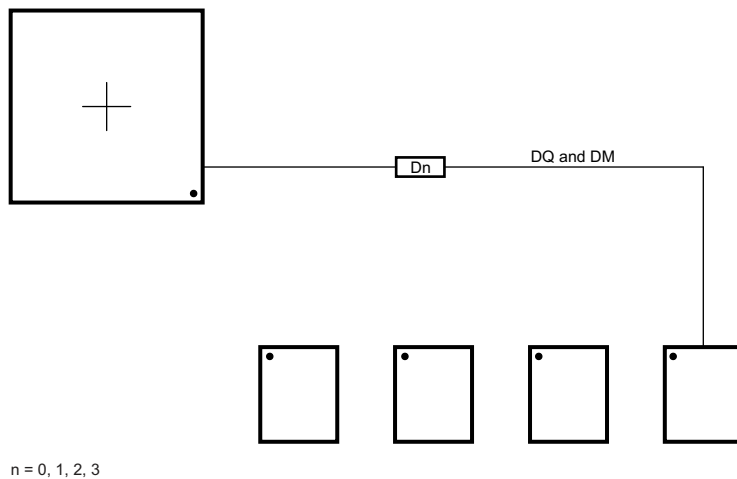 DQ and DM
Dn
n = 0, 1, 2, 3